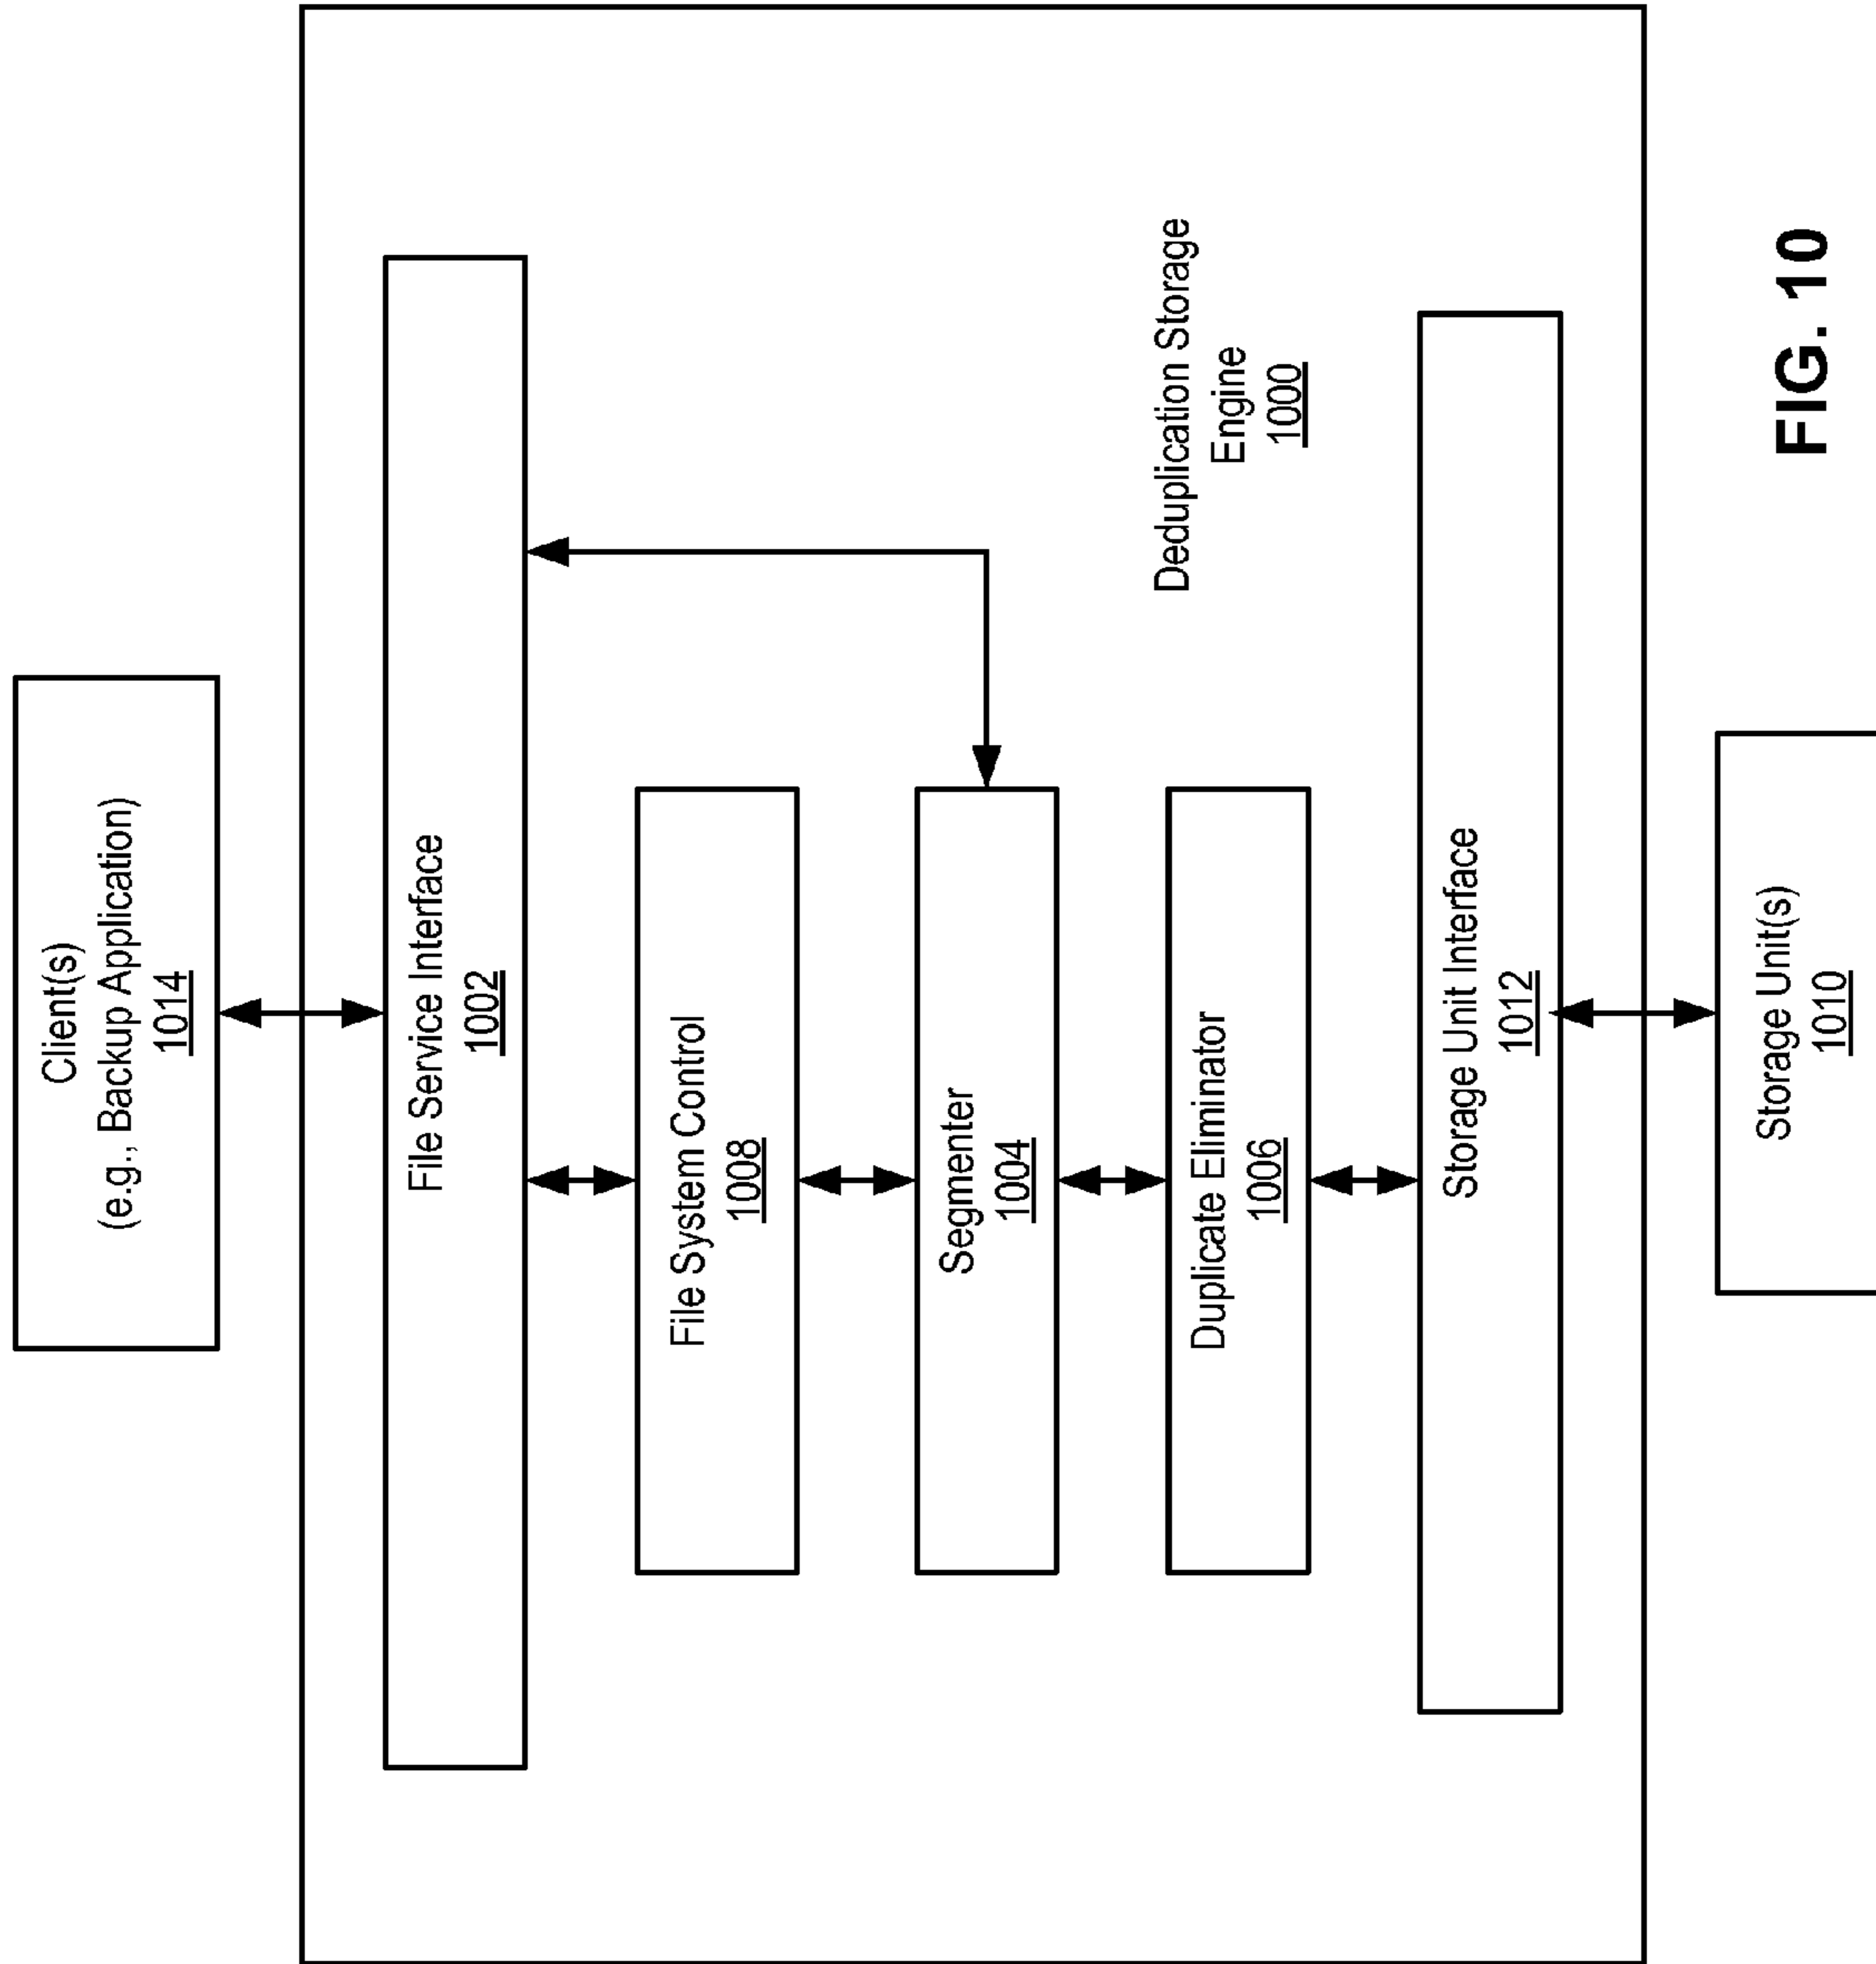 Client(s)
(e.g., Backup Application)
1014
File Service Interface
1002
File System Control
1008
Segmenter
1004
Duplicate Eliminator
1006
Deduplication Storage
Engine
1000
Storage Unit Interface
1012
Storage Unit(s)
1010
FIG. 10